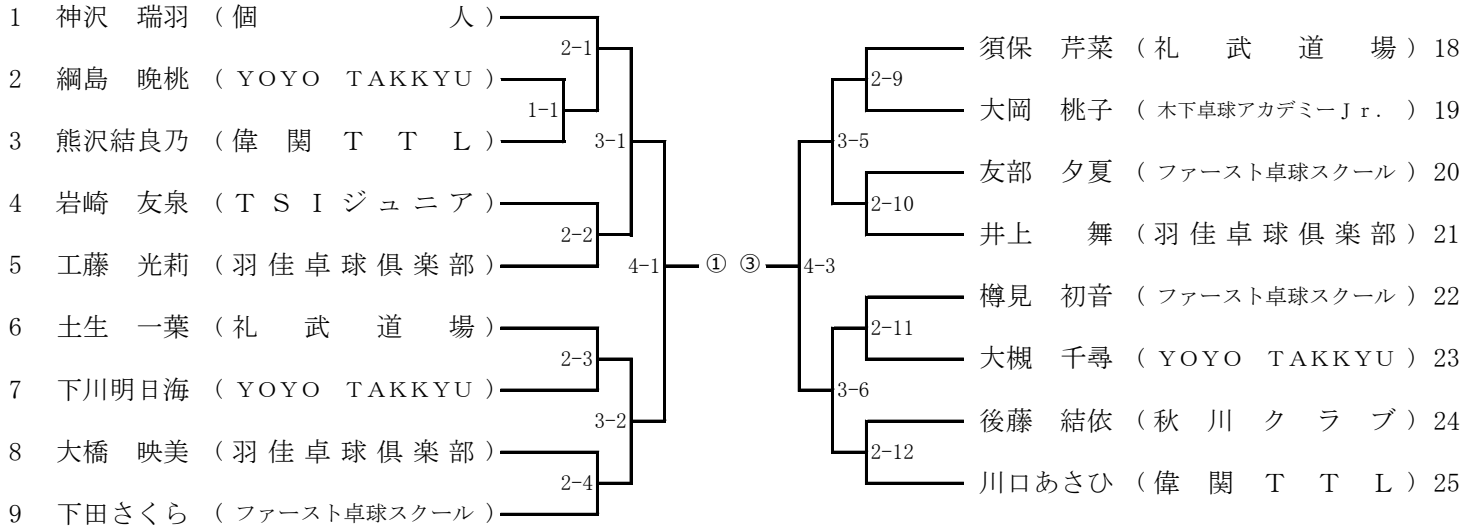 1 神沢 瑞羽 (個 人)
2-1
2 綱島 晩桃 (YOYO TAKKYU)
1-1
3 熊沢結良乃 (偉関TTL)
3-1
4 岩崎 友泉 (TSIジュニア)
2-2
5 工藤 光莉 (羽佳卓球倶楽部)
4-1
①
6 土生 一葉 (礼武道場)
2-3
7 下川明日海 (YOYO TAKKYU)
3-2
8 大橋 映美 (羽佳卓球倶楽部)
2-4
9 下田さくら (ファースト卓球スクール)
須保 芹菜 (礼武道場) 18
2-9
大岡 桃子 (木下卓球アカデミーJr.) 19
3-5
友部 夕夏 (ファースト卓球スクール) 20
2-10
井上 舞 (羽佳卓球倶楽部) 21
③
4-3
樽見 初音 (ファースト卓球スクール) 22
2-11
大槻 千尋 (YOYO TAKKYU) 23
3-6
後藤 結依 (秋川クラブ) 24
2-12
川口あさひ (偉関TTL) 25